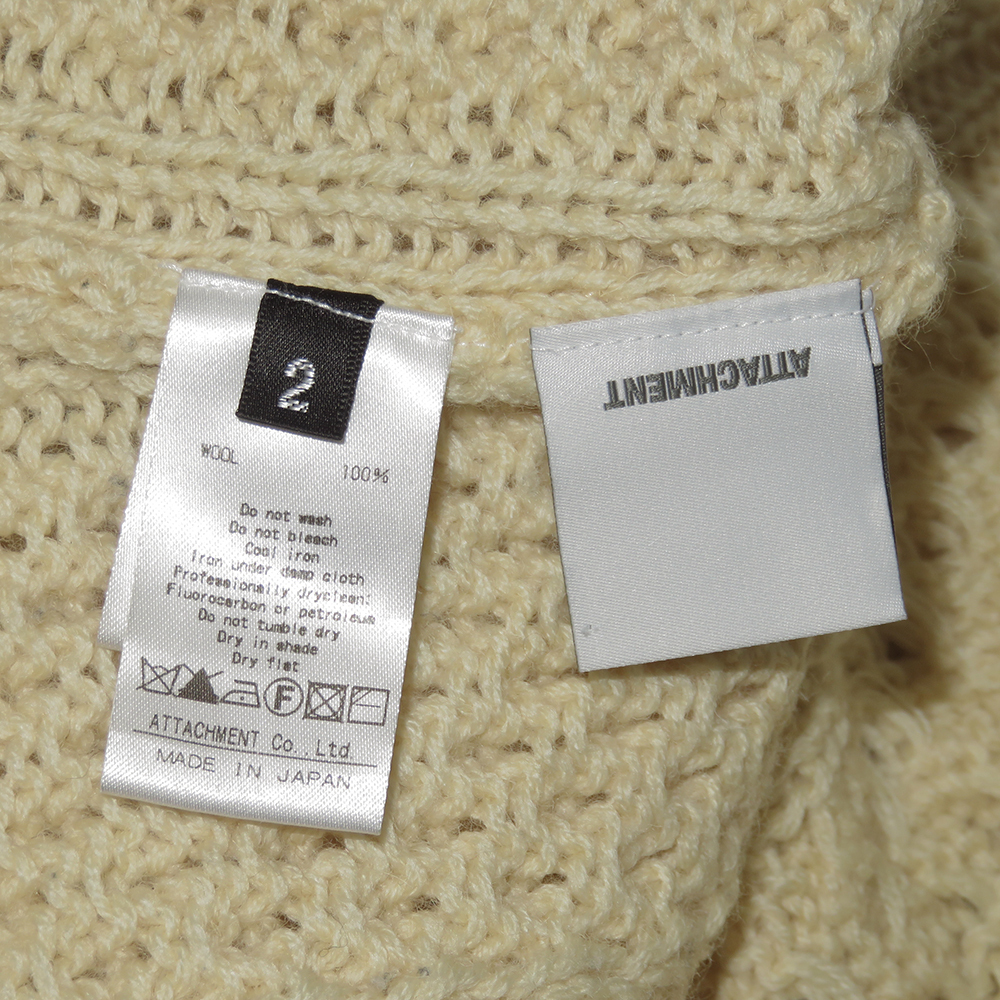 2
WOOL
100%
Do not wash
Do not bleach
Cool iron
Iron under damp cloth
Professionally dryclean:
Fluorocarbon or petroleum
Do not tumble dry
Dry in shade
Dry flat
F
ATTACHMENT Co., Ltd.
MADE IN JAPAN
ATTACHMENT